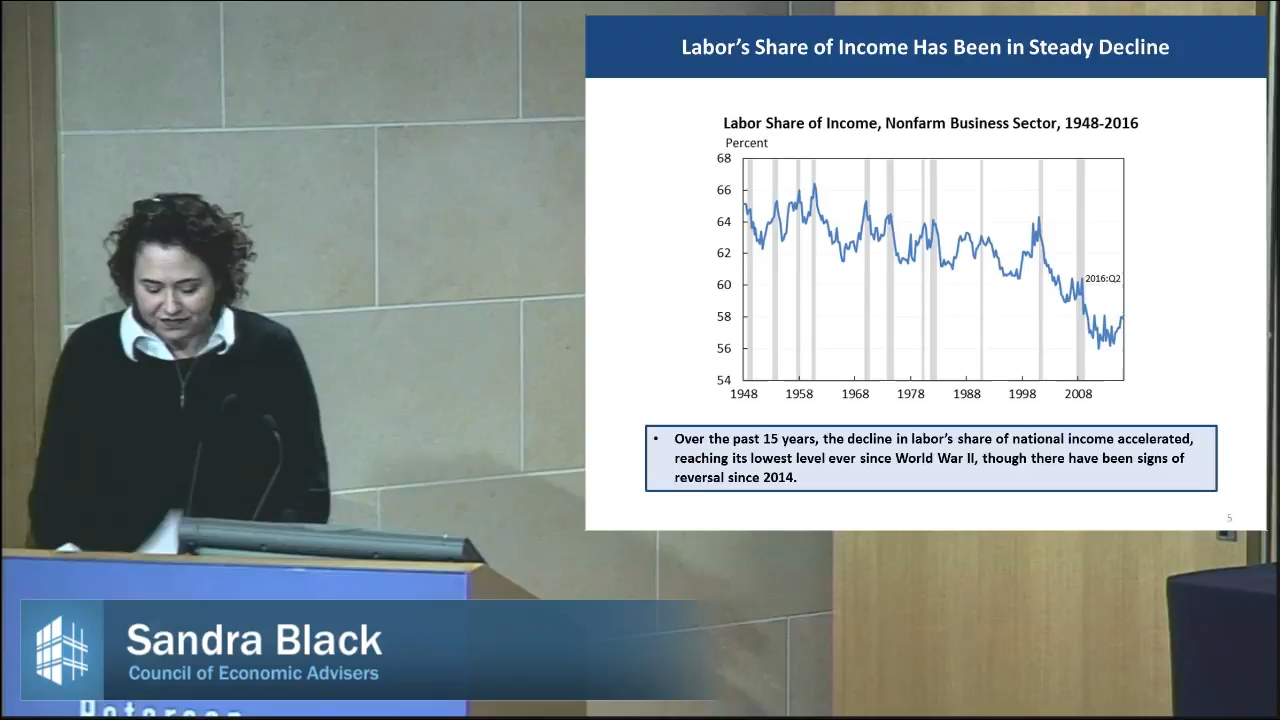 Labor's Share of Income Has Been in Steady Decline
Labor Share of Income, Nonfarm Business Sector, 1948-2016
Percent
68
66
64
62
60
58
56
54
2016:Q2
1948 1958 1968 1978 1988 1998 2008
• Over the past 15 years, the decline in labor's share of national income accelerated,
reaching its lowest level ever since World War II, though there have been signs of
reversal since 2014.
5
Sandra Black
Council of Economic Advisers